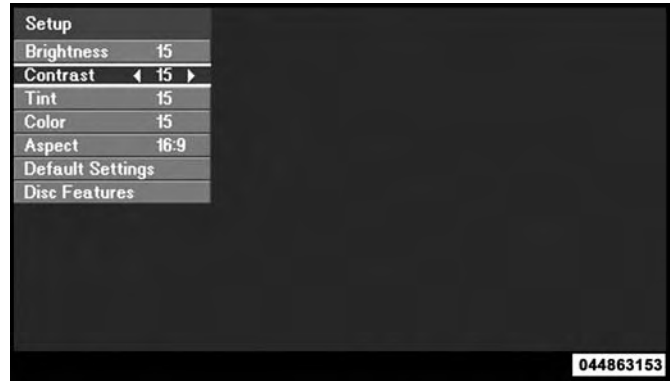 Setup
Brightness 15
Contrast 15
Tint 15
Color 15
Aspect 16:9
Default Settings
Disc Features
044863153